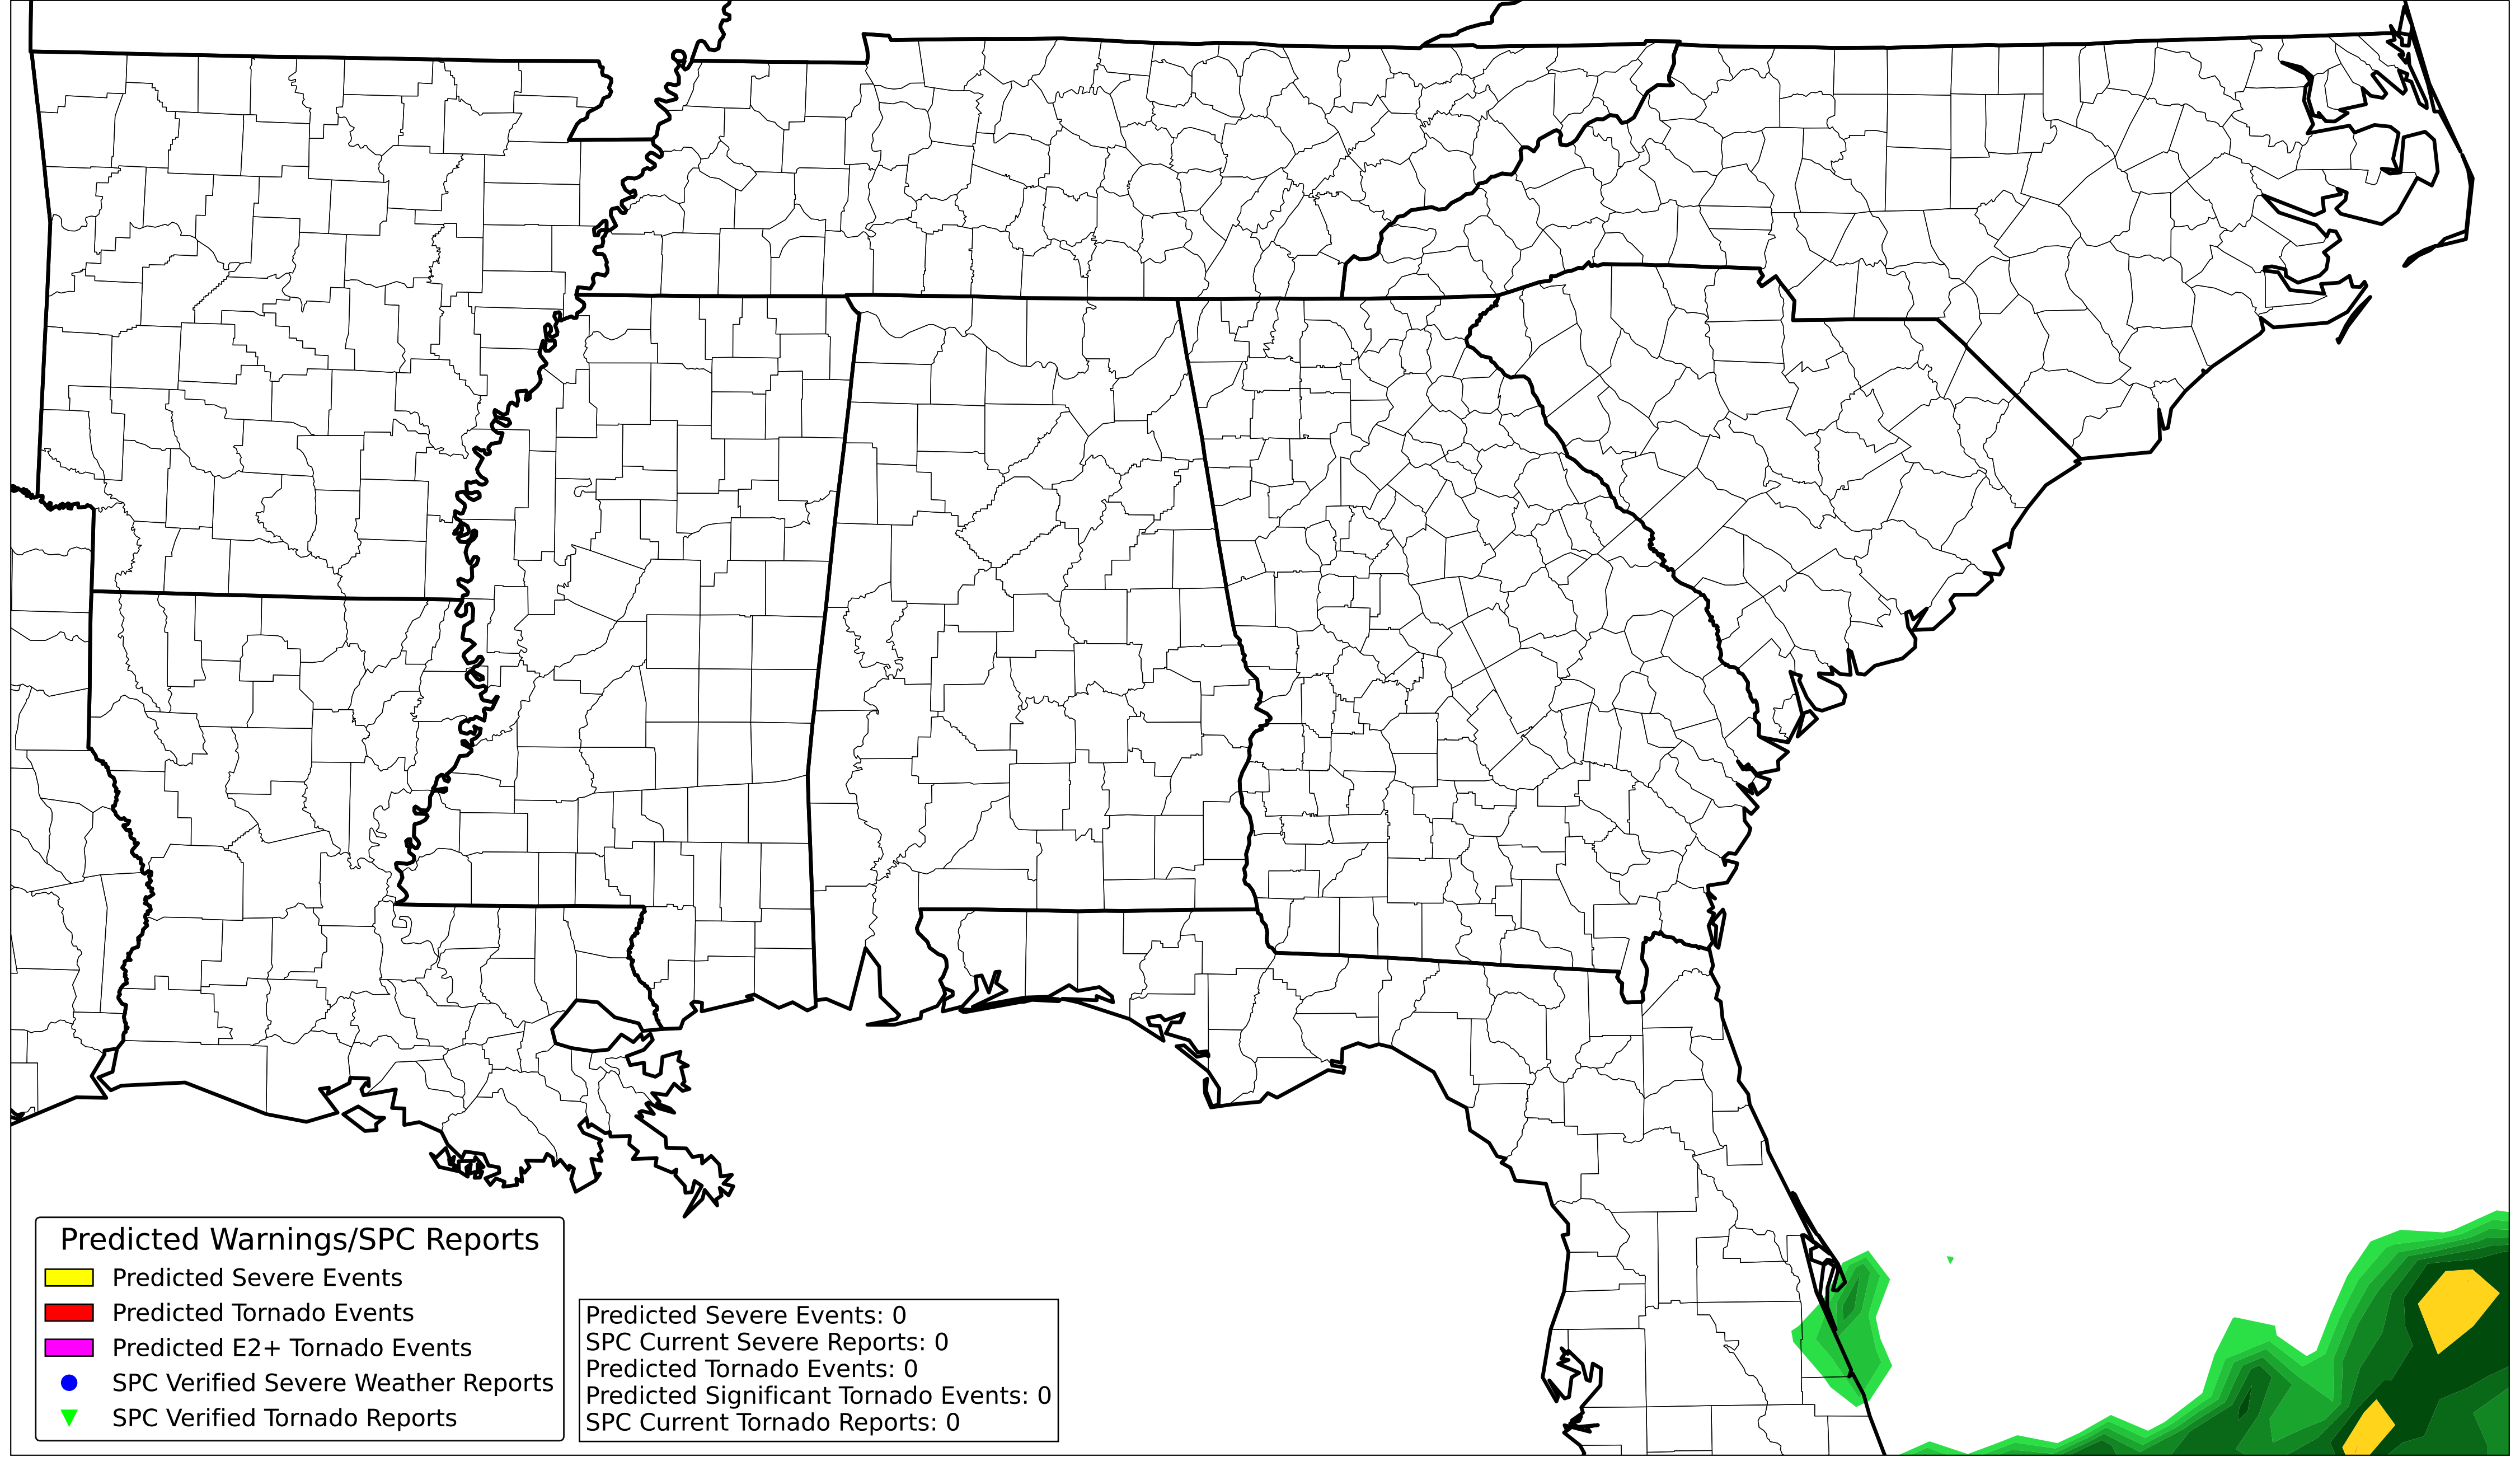 Predicted Warnings/SPC Reports
Predicted Severe Events
Predicted Tornado Events
Predicted E2+ Tornado Events
SPC Verified Severe Weather Reports
SPC Verified Tornado Reports
Predicted Severe Events: 0
SPC Current Severe Reports: 0
Predicted Tornado Events: 0
Predicted Significant Tornado Events: 0
SPC Current Tornado Reports: 0